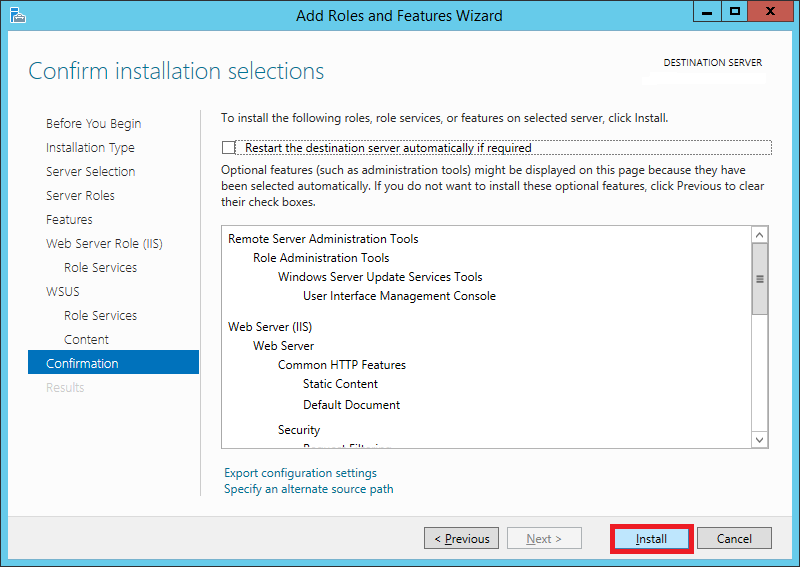 Add Roles and Features Wizard
Confirm installation selections
DESTINATION SERVER
Before You Begin
Installation Type
Server Selection
Server Roles
Features
Web Server Role (IIS)
Role Services
WSUS
Role Services
Content
Confirmation
Results
To install the following roles, role services, or features on selected server, click Install.
Restart the destination server automatically if required
Optional features (such as administration tools) might be displayed on this page because they have
been selected automatically. If you do not want to install these optional features, click Previous to clear
their check boxes.
Remote Server Administration Tools
Role Administration Tools
Windows Server Update Services Tools
User Interface Management Console
Web Server (IIS)
Web Server
Common HTTP Features
Static Content
Default Document
Security
Export configuration settings
Specify an alternate source path
< Previous
Next >
Install
Cancel